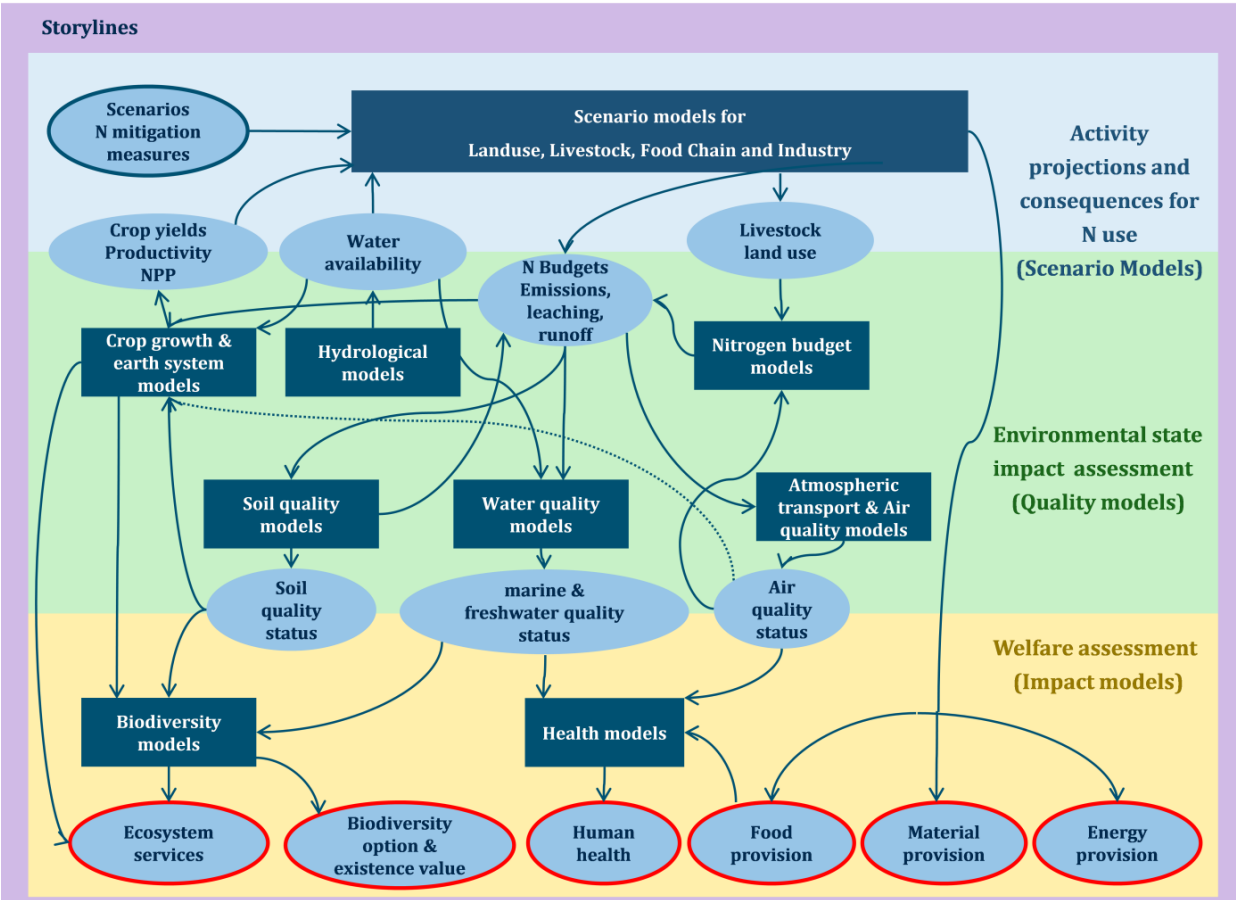 Storylines
Scenarios
N mitigation
measures
Scenario models for
Landuse, Livestock, Food Chain and Industry
Activity
projections and
consequences for
N use
(Scenario Models)
Crop yields
Productivity
NPP
Water
availability
N Budgets
Emissions,
leaching,
runoff
Livestock
land use
Crop growth &
earth system
models
Hydrological
models
Nitrogen budget
models
Environmental state
impact assessment
(Quality models)
Soil quality
models
Water quality
models
Atmospheric
transport & Air
quality models
Soil
quality
status
marine &
freshwater quality
status
Air
quality
status
Welfare assessment
(Impact models)
Biodiversity
models
Health models
Ecosystem
services
Biodiversity
option &
existence value
Human
health
Food
provision
Material
provision
Energy
provision